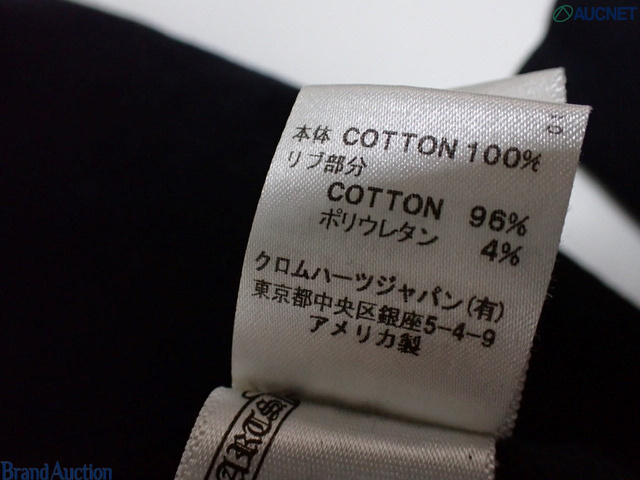 AUCNET
本体 COTTON 100%
リブ部分
COTTON 96%
ポリウレタン 4%
クロムハーツジャパン(有)
東京都中央区銀座5-4-9
アメリカ製
Brand Auction